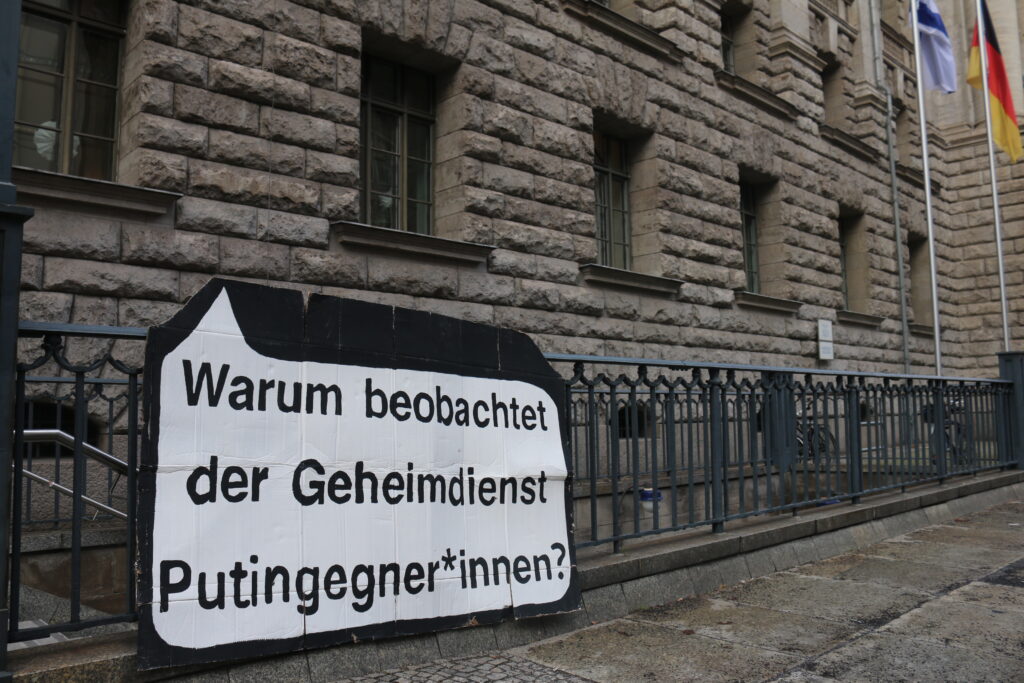 Warum beobachtet
der Geheimdienst
Putingegner*innen?